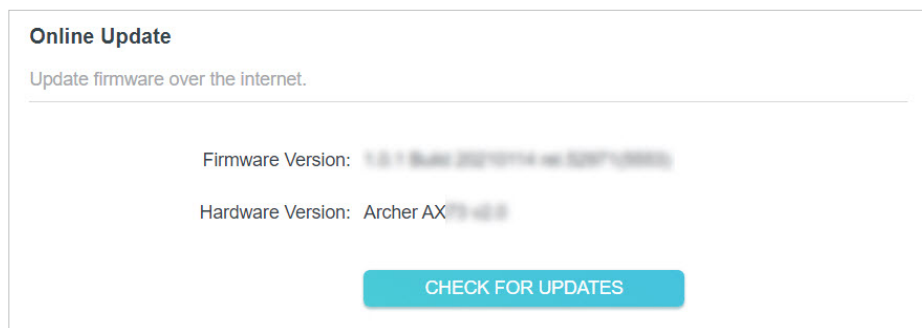 Online Update
Update firmware over the internet.
Firmware Version:
Hardware Version: Archer AX
CHECK FOR UPDATES